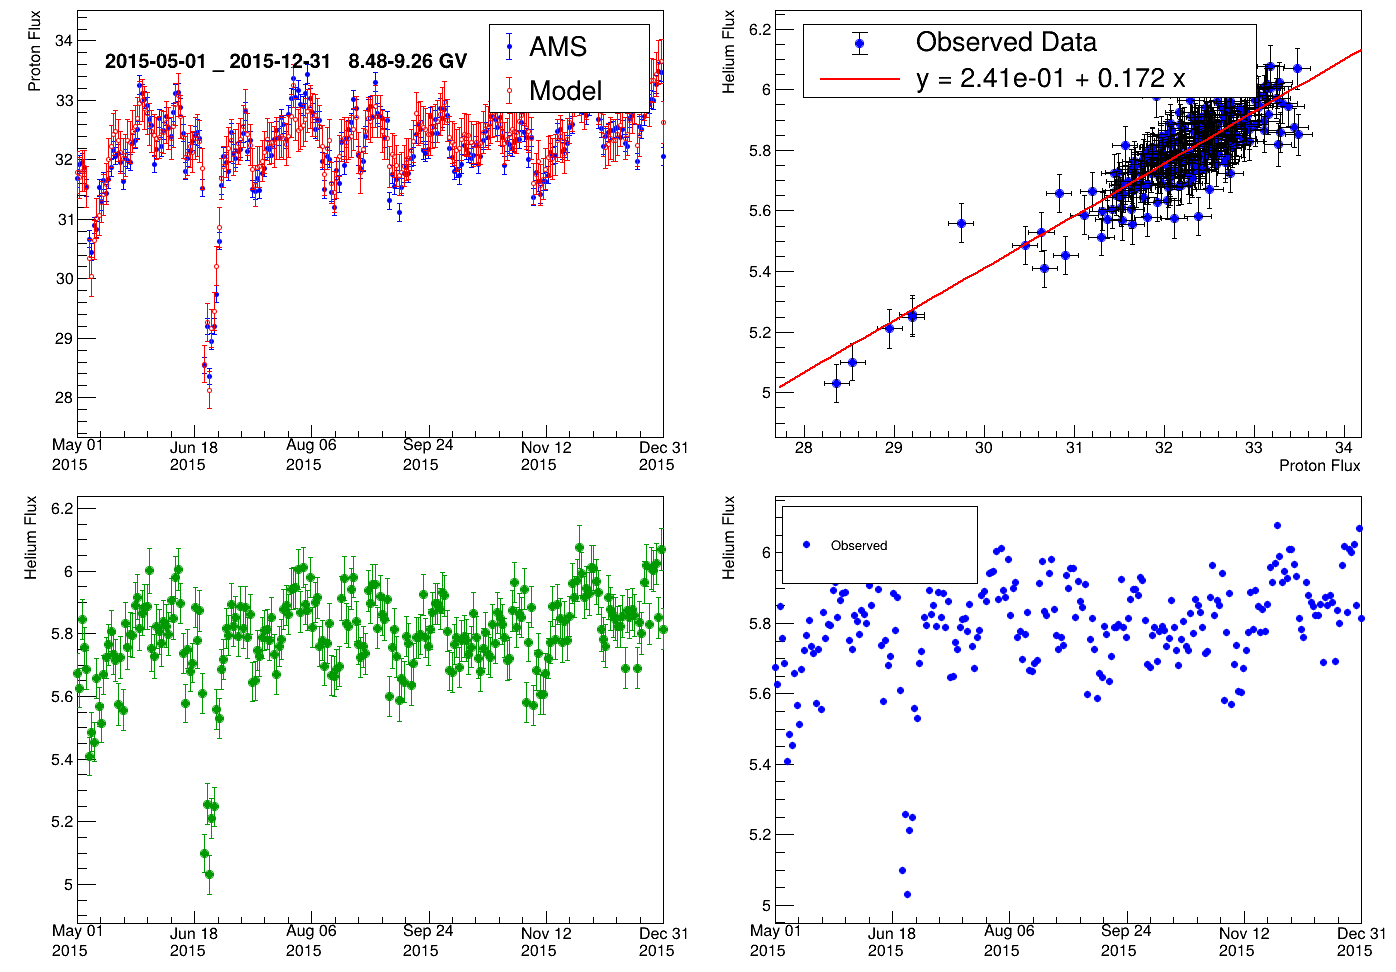 Proton Flux
34
33
32
31
30
29
28
2015-05-01 _ 2015-12-31 8.48-9.26 GV
AMS
Model
May 01
2015
Jun 18
2015
Aug 06
2015
Sep 24
2015
Nov 12
2015
Dec 31
2015
Helium Flux
6.2
6
5.8
5.6
5.4
5.2
5
Observed Data
y = 2.41e-01 + 0.172 x
28
29
30
31
32
33
34
Proton Flux
Helium Flux
6.2
6
5.8
5.6
5.4
5.2
5
May 01
2015
Jun 18
2015
Aug 06
2015
Sep 24
2015
Nov 12
2015
Dec 31
2015
Helium Flux
6
5.8
5.6
5.4
5.2
5
Observed
May 01
2015
Jun 18
2015
Aug 06
2015
Sep 24
2015
Nov 12
2015
Dec 31
2015